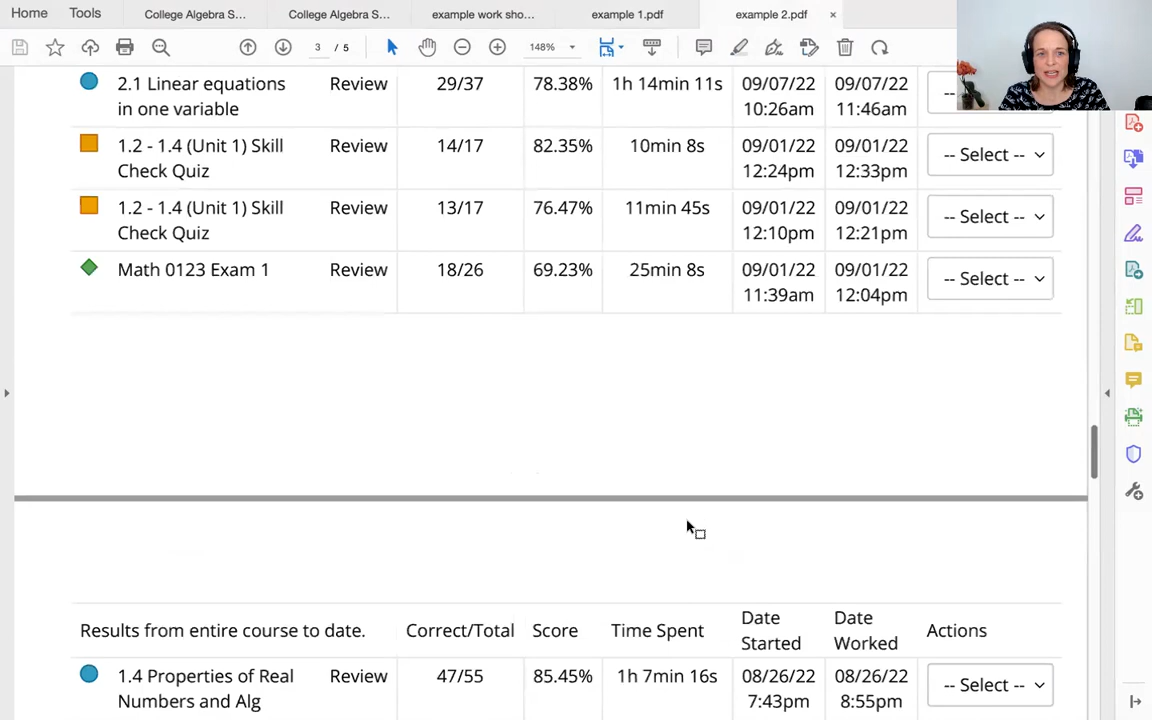 Home Tools College Algebra S... College Algebra S... example work sho... example 1.pdf example 2.pdf ×
3 / 5 148%
2.1 Linear equations in one variable Review 29/37 78.38% 1h 14min 11s 09/07/22 10:26am 09/07/22 11:46am --
1.2 - 1.4 (Unit 1) Skill Check Quiz Review 14/17 82.35% 10min 8s 09/01/22 12:24pm 09/01/22 12:33pm -- Select --
1.2 - 1.4 (Unit 1) Skill Check Quiz Review 13/17 76.47% 11min 45s 09/01/22 12:10pm 09/01/22 12:21pm -- Select --
Math 0123 Exam 1 Review 18/26 69.23% 25min 8s 09/01/22 11:39am 09/01/22 12:04pm -- Select --
Results from entire course to date. Correct/Total Score Time Spent Date Started Date Worked Actions
1.4 Properties of Real Numbers and Alg Review 47/55 85.45% 1h 7min 16s 08/26/22 7:43pm 08/26/22 8:55pm -- Select --